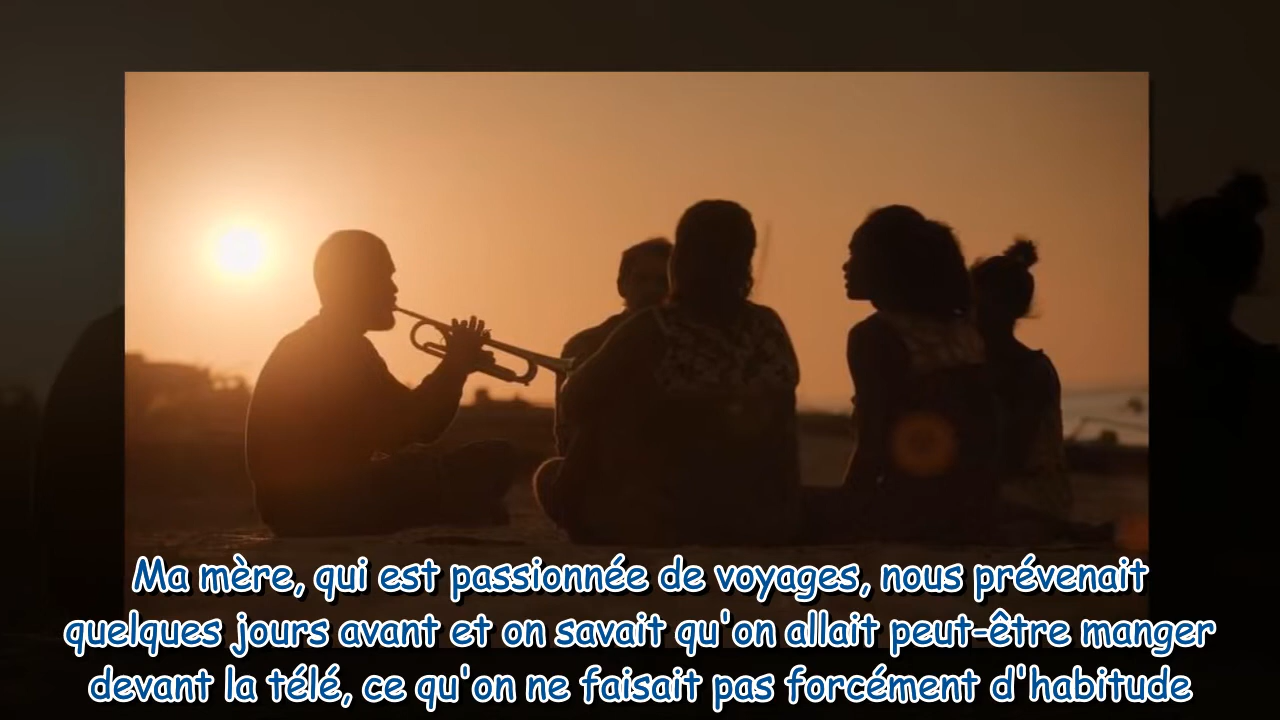 Ma mère, qui est passionnée de voyages, nous prévenait
quelques jours avant et on savait qu'on allait peut-être manger
devant la télé, ce qu'on ne faisait pas forcément d'habitude